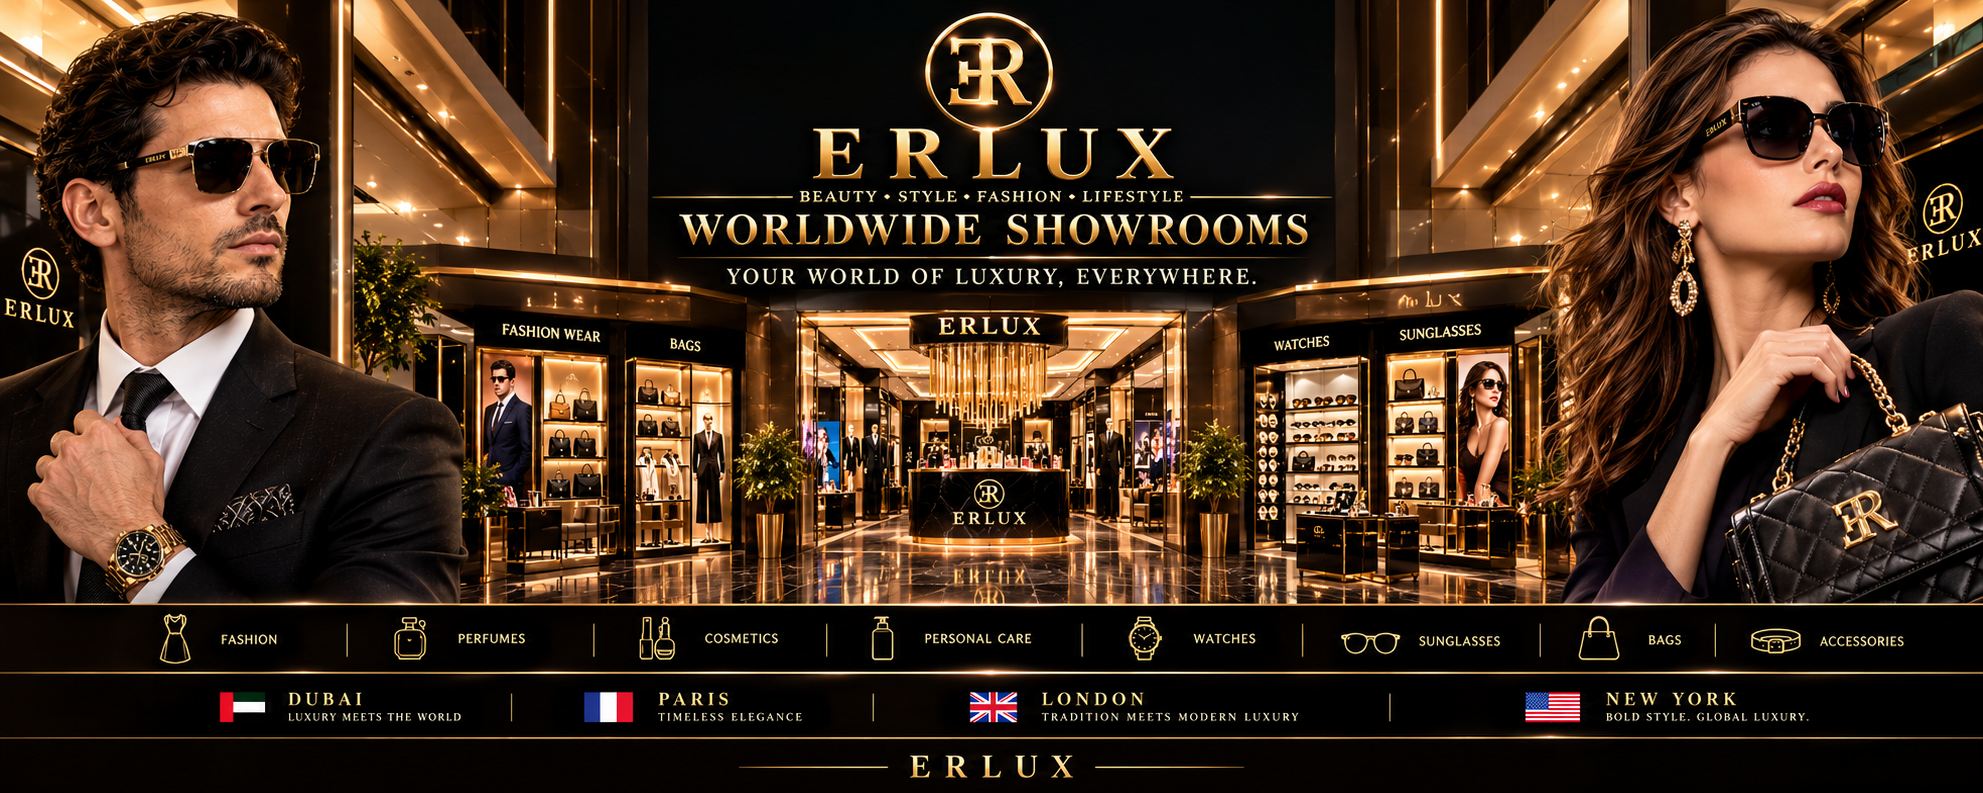 ER
ERLUX
BEAUTY • STYLE • FASHION • LIFESTYLE
WORLDWIDE SHOWROOMS
YOUR WORLD OF LUXURY, EVERYWHERE.
ERLUX
ERLUX
ER
ERLUX
ER
ERLUX
FASHION WEAR
BAGS
ERLUX
WATCHES
SUNGLASSES
ER
ERLUX
ER
FASHION
PERFUMES
COSMETICS
PERSONAL CARE
WATCHES
SUNGLASSES
BAGS
ACCESSORIES
DUBAI
LUXURY MEETS THE WORLD
PARIS
TIMELESS ELEGANCE
LONDON
TRADITION MEETS MODERN LUXURY
NEW YORK
BOLD STYLE. GLOBAL LUXURY.
ERLUX